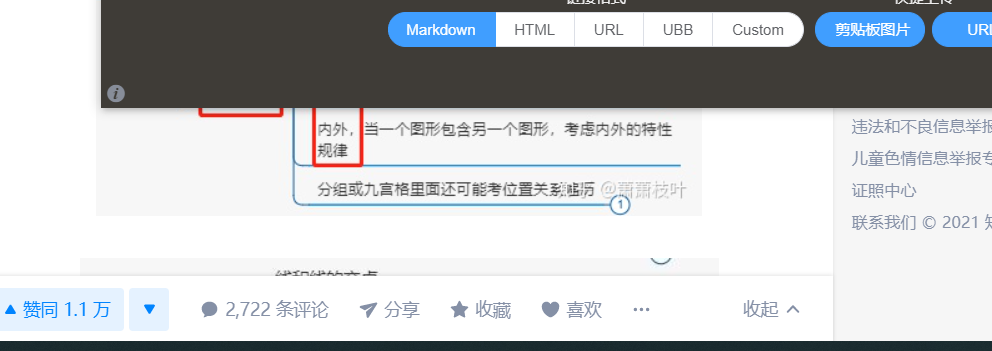 链接格式
Markdown
HTML
URL
UBB
Custom
剪贴板图片
内外，当一个图形包含另一个图形，考虑内外的特性
规律
分组或九宫格里面还可能考位置关系
@萧萧枝叶
1
违法和不良信息举报
儿童色情信息举报专
证照中心
联系我们 © 2021 知
赞同 1.1 万
2,722 条评论
分享
收藏
喜欢
收起